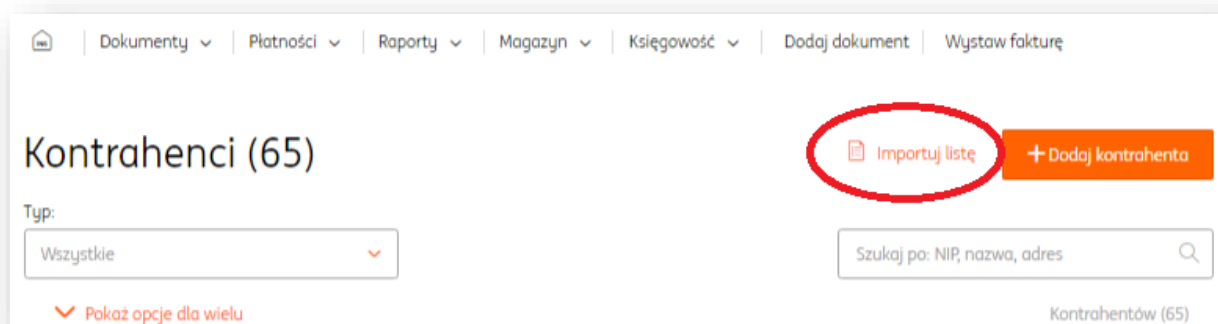 Dokumenty Płatności Raporty Magazyn Księgowość Dodaj dokument Wystaw fakturę
Kontrahenci (65)
Importuj listę
+ Dodaj kontrahenta
Typ:
Wszystkie
Szukaj po: NIP, nazwa, adres
Pokaż opcje dla wielu
Kontrahentów (65)